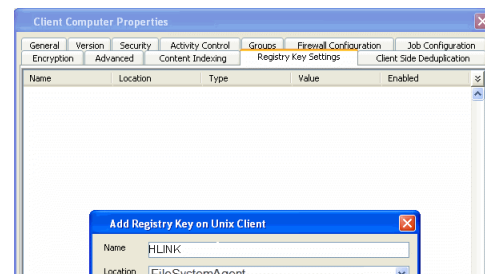 Client Computer Properties
General Version Security Activity Control Groups Firewall Configuration Job Configuration
Encryption Advanced Content Indexing Registry Key Settings Client Side Deduplication
Name Location Type Value Enabled
Add Registry Key on Unix Client
Name HLINK
Location FileSystemAgent